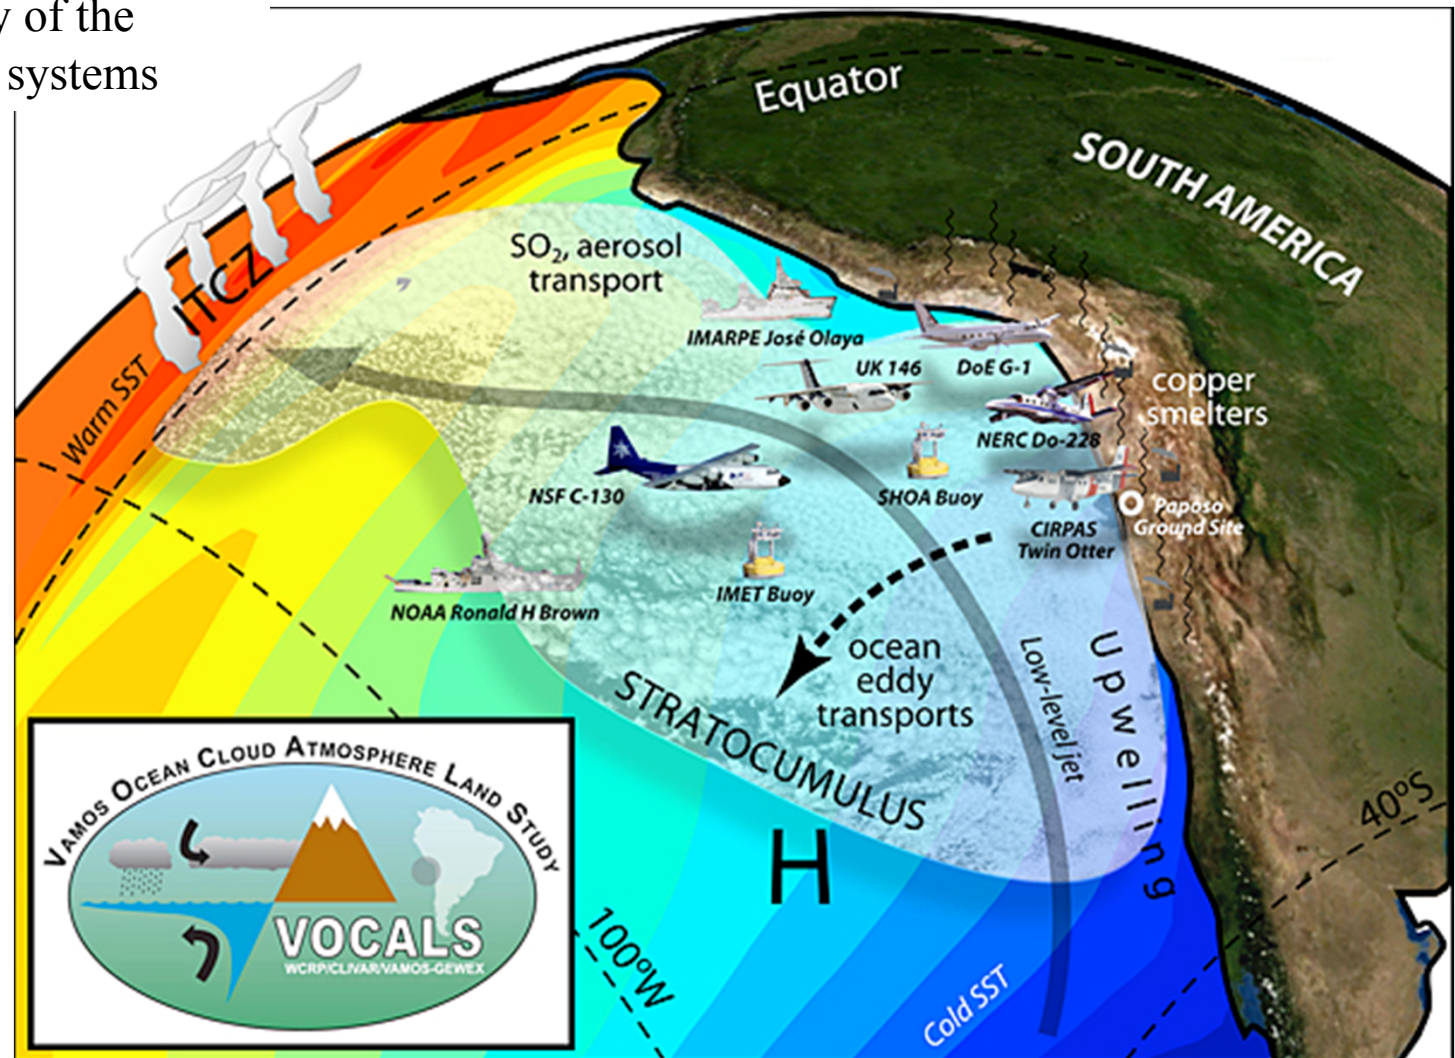 y of the
systems
Equator
SOUTH AMERICA
ITCZ
Warm SST
SO₂, aerosol
transport
IMARPE José Olaya
UK 146
DoE G-1
copper
smelters
NERC Do-228
NSF C-130
SHOA Buoy
Paposo
Ground Site
CIRPAS
Twin Otter
IMET Buoy
NOAA Ronald H Brown
ocean
eddy
transports
Low-level jet
Upwelling
STRATOCUMULUS
H
40ºS
100ºW
Cold SST
VAMOS OCEAN CLOUD ATMOSPHERE LAND STUDY
VOCALS
WCRP/CLIVAR/VAMOS-GEWEX